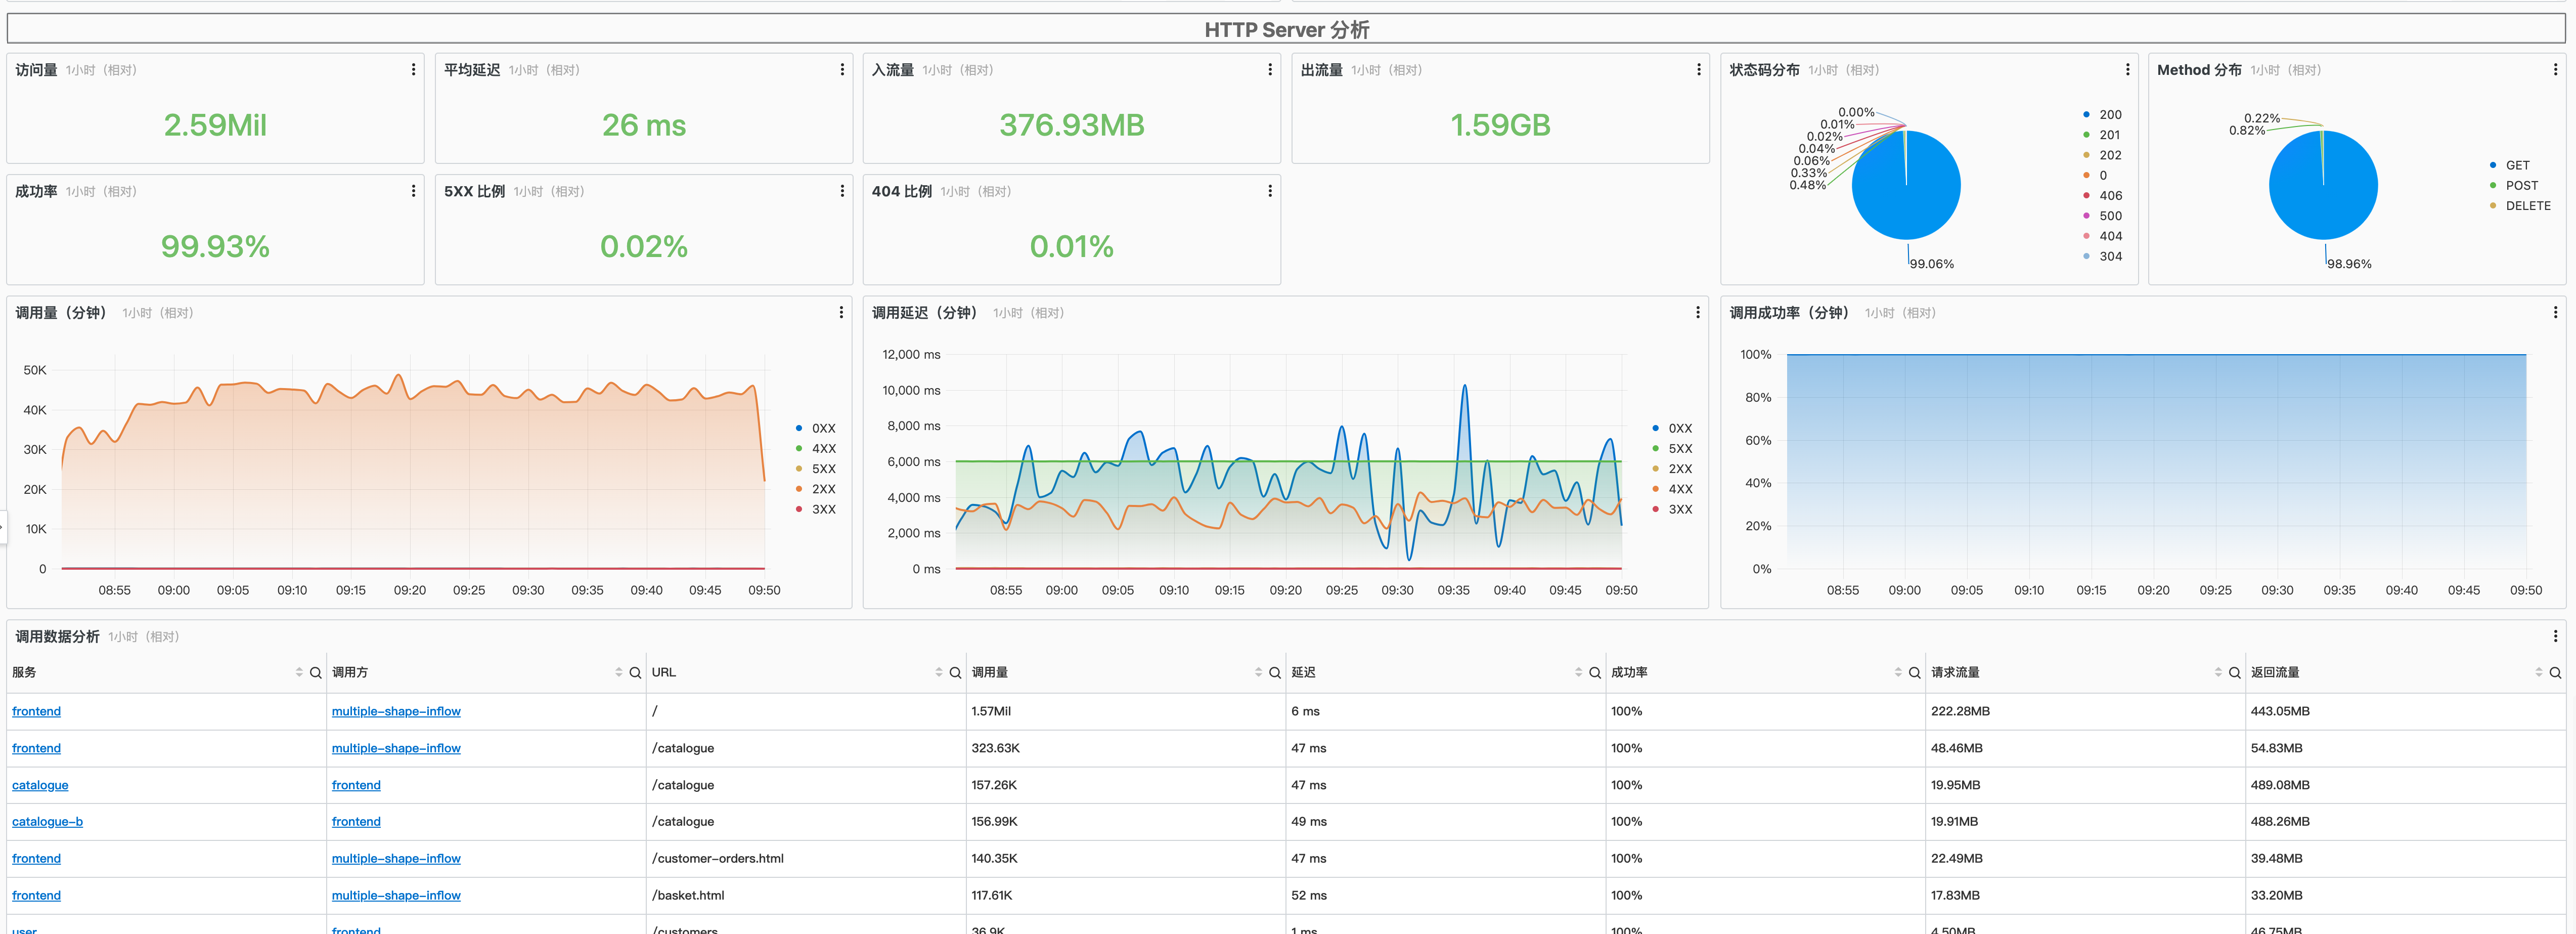 HTTP Server 分析
访问量 1小时（相对）
2.59Mil
平均延迟 1小时（相对）
26 ms
入流量 1小时（相对）
376.93MB
出流量 1小时（相对）
1.59GB
状态码分布 1小时（相对）
0.00%
0.01%
0.02%
0.04%
0.06%
0.33%
0.48%
99.06%
200
201
202
0
406
500
404
304
Method 分布 1小时（相对）
0.22%
0.82%
98.96%
GET
POST
DELETE
成功率 1小时（相对）
99.93%
5XX 比例 1小时（相对）
0.02%
404 比例 1小时（相对）
0.01%
调用量（分钟） 1小时（相对）
50K
40K
30K
20K
10K
0
08:55 09:00 09:05 09:10 09:15 09:20 09:25 09:30 09:35 09:40 09:45 09:50
0XX
4XX
5XX
2XX
3XX
调用延迟（分钟） 1小时（相对）
12,000 ms
10,000 ms
8,000 ms
6,000 ms
4,000 ms
2,000 ms
0 ms
08:55 09:00 09:05 09:10 09:15 09:20 09:25 09:30 09:35 09:40 09:45 09:50
0XX
5XX
2XX
4XX
3XX
调用成功率（分钟） 1小时（相对）
100%
80%
60%
40%
20%
0%
08:55 09:00 09:05 09:10 09:15 09:20 09:25 09:30 09:35 09:40 09:45 09:50
调用数据分析 1小时（相对）
服务 调用方 URL 调用量 延迟 成功率 请求流量 返回流量
frontend multiple-shape-inflow / 1.57Mil 6 ms 100% 222.28MB 443.05MB
frontend multiple-shape-inflow /catalogue 323.63K 47 ms 100% 48.46MB 54.83MB
catalogue frontend /catalogue 157.26K 47 ms 100% 19.95MB 489.08MB
catalogue-b frontend /catalogue 156.99K 49 ms 100% 19.91MB 488.26MB
frontend multiple-shape-inflow /customer-orders.html 140.35K 47 ms 100% 22.49MB 39.48MB
frontend multiple-shape-inflow /basket.html 117.61K 52 ms 100% 17.83MB 33.20MB
user frontend /customers 36.9K 1 ms 100% 4.50MB 46.75MB